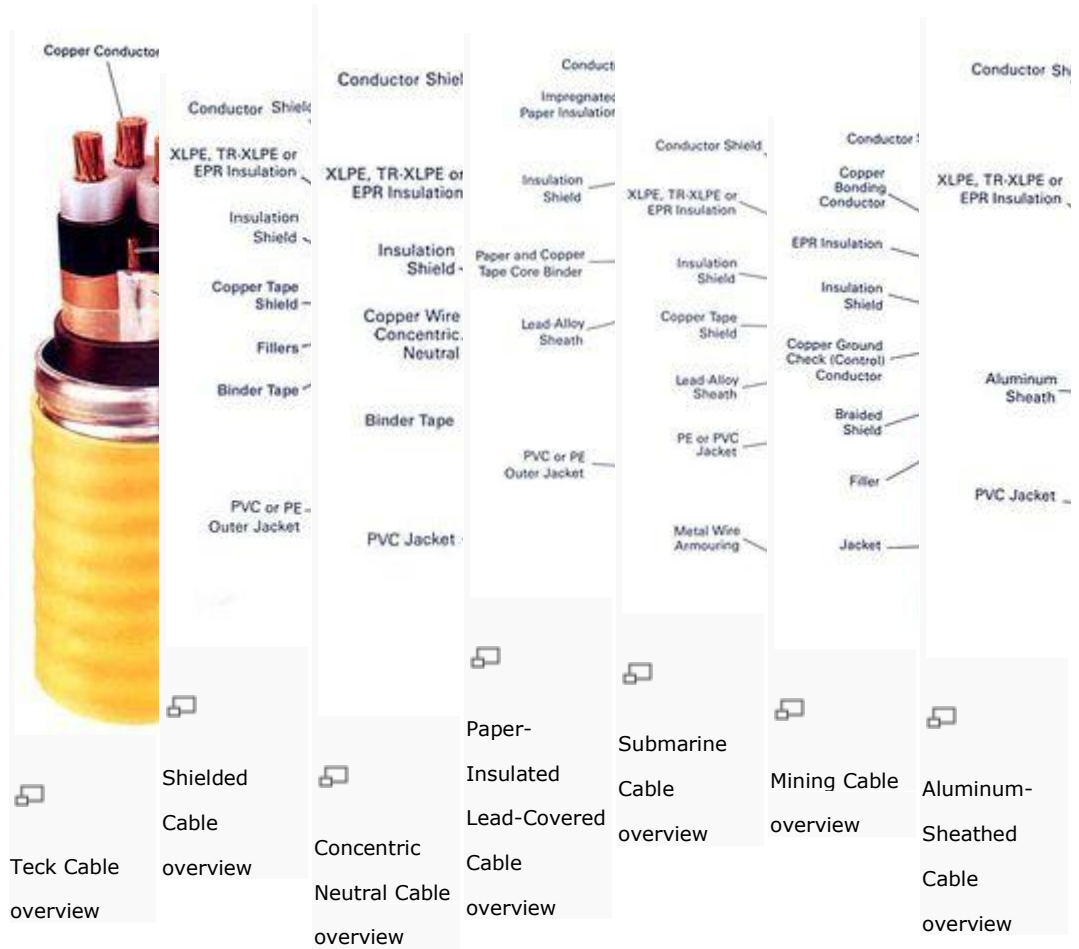 Copper Conductor
Teck Cable
overview
Conductor Shield
XLPE, TR-XLPE or
EPR Insulation
Insulation
Shield
Copper Tape
Shield
Fillers
Binder Tape
PVC or PE
Outer Jacket
Shielded
Cable
overview
Conductor Shiel
XLPE, TR-XLPE or
EPR Insulation
Insulation
Shield
Copper Wire
Concentric
Neutral
Binder Tape
PVC Jacket
Concentric
Neutral Cable
overview
Conduct
Impregnated
Paper Insulation
Insulation
Shield
Paper and Copper
Tape Core Binder
Lead-Alloy
Sheath
PVC or PE
Outer Jacket
Paper-
Insulated
Lead-Covered
Cable
overview
Conductor Shield
XLPE, TR-XLPE or
EPR Insulation
Insulation
Shield
Copper Tape
Shield
Lead-Alloy
Sheath
PE or PVC
Jacket
Metal Wire
Armouring
Submarine
Cable
overview
Conductor
Copper
Bonding
Conductor
EPR Insulation
Insulation
Shield
Copper Ground
Check (Control)
Conductor
Braided
Shield
Filler
Jacket
Mining Cable
overview
Conductor Sh
XLPE, TR-XLPE or
EPR Insulation
Aluminum
Sheath
PVC Jacket
Aluminum-
Sheathed
Cable
overview